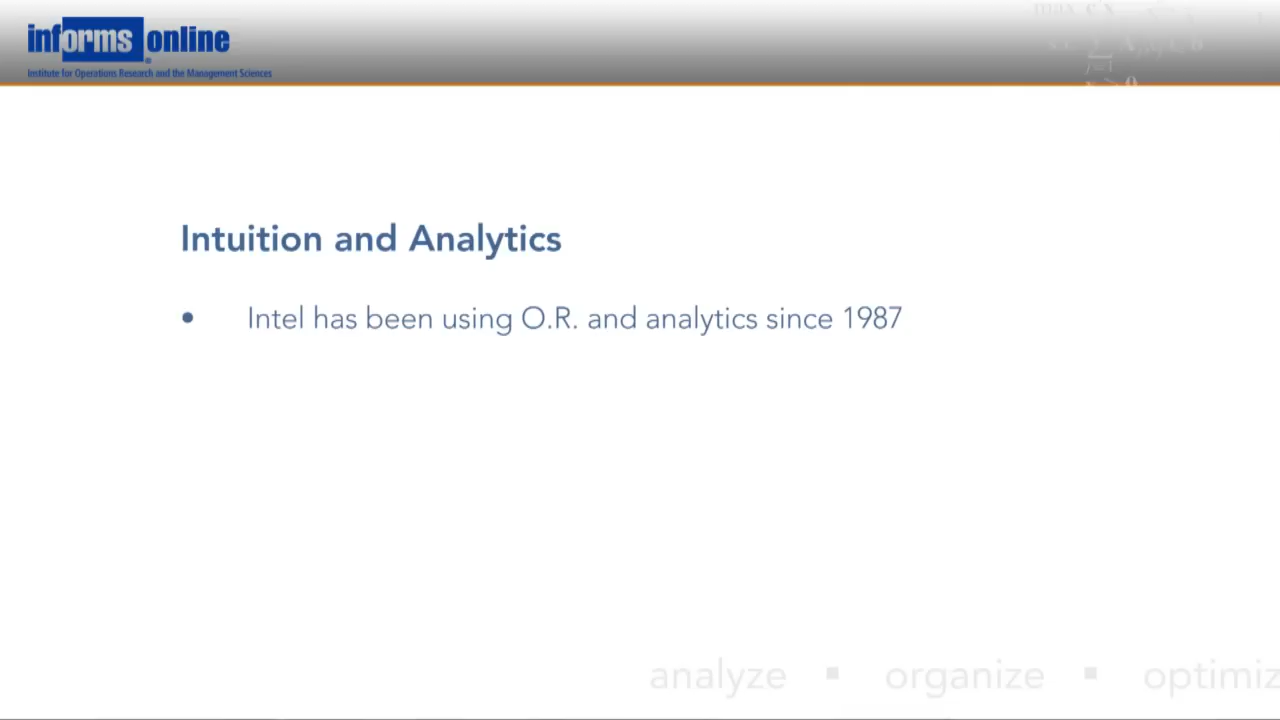 informs online
Institute for Operations Research and the Management Sciences
Intuition and Analytics
• Intel has been using O.R. and analytics since 1987
analyze ▪ organize ▪ optimiz